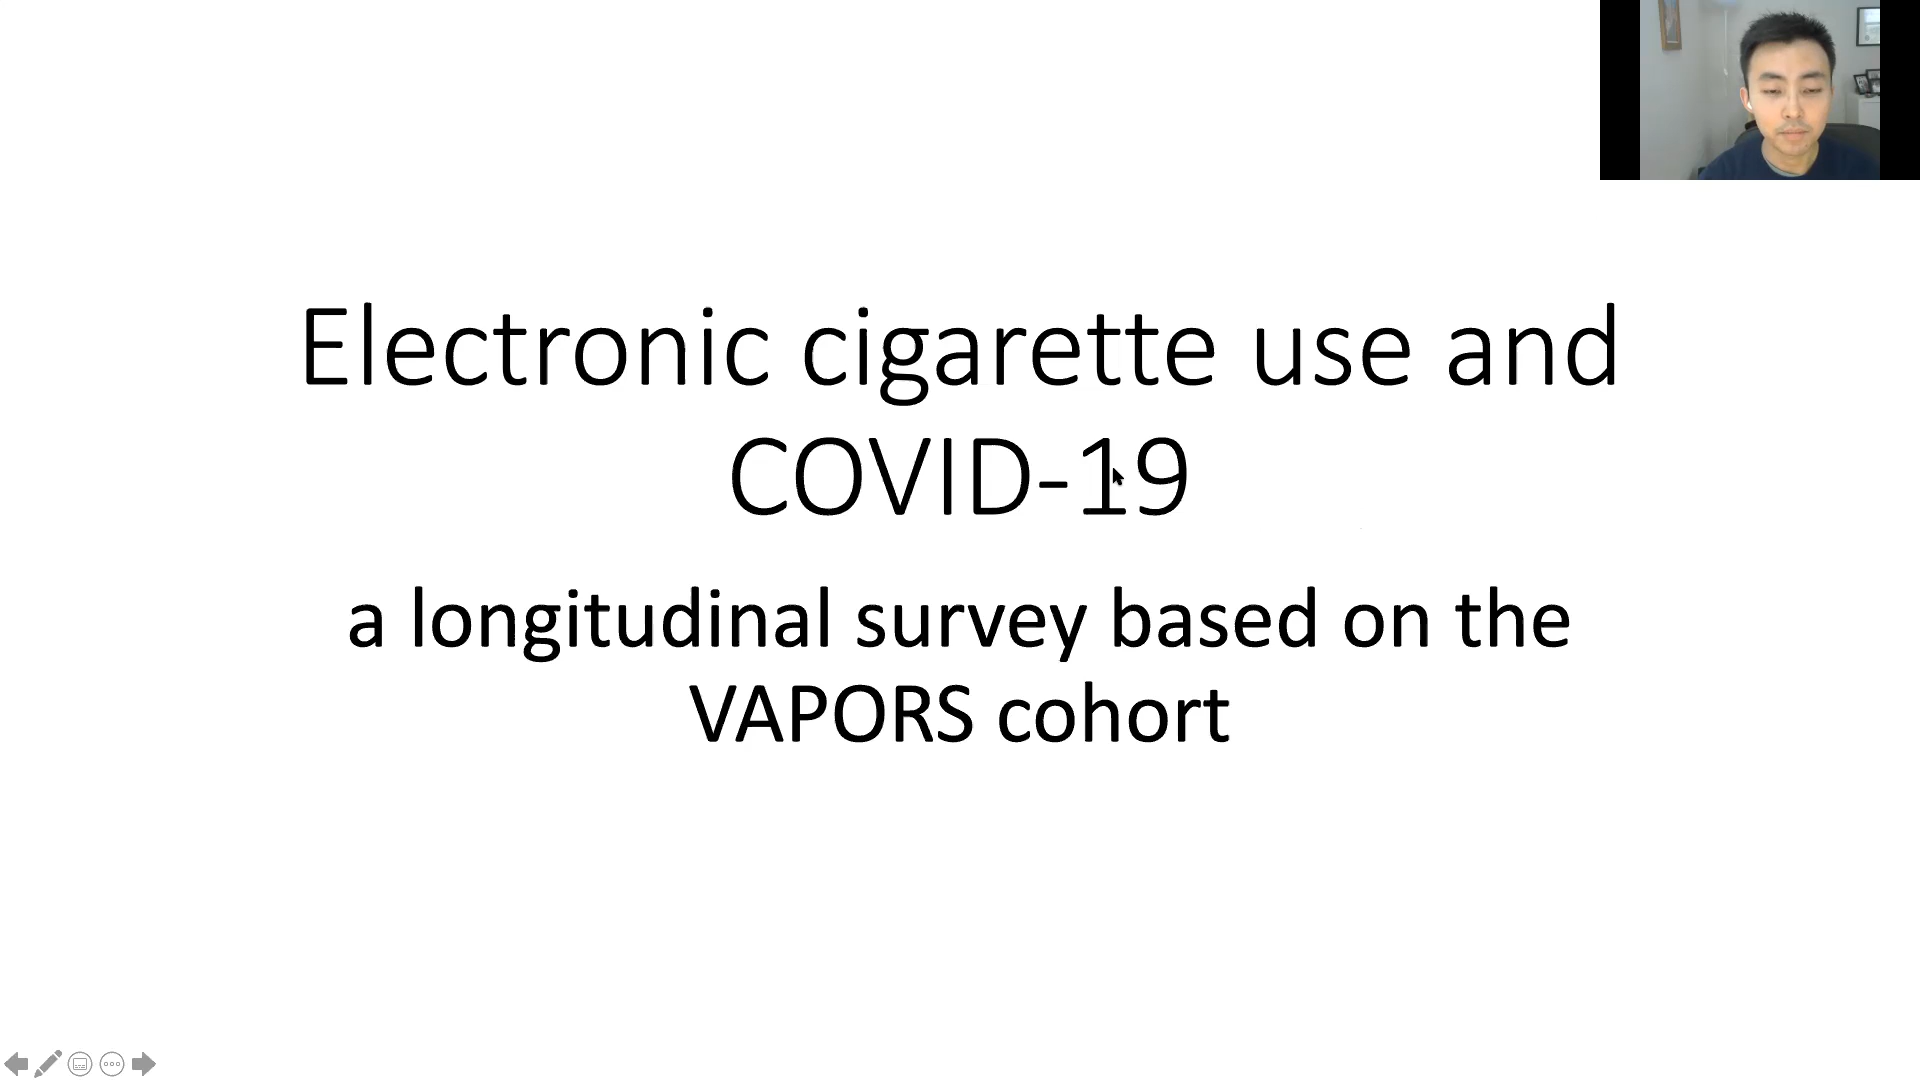 Electronic cigarette use and
COVID-19
a longitudinal survey based on the
VAPORS cohort